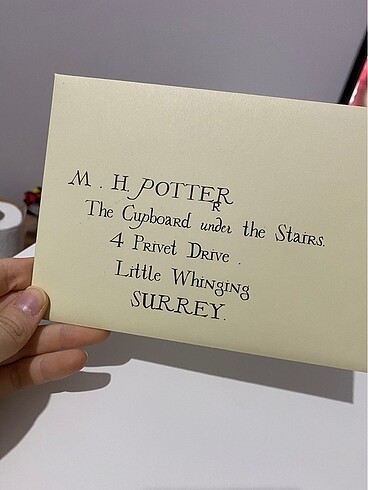 M . H. POTTER
R
The Cupboard under the Stairs.
4 Privet Drive .
Little Whinging
SURREY.